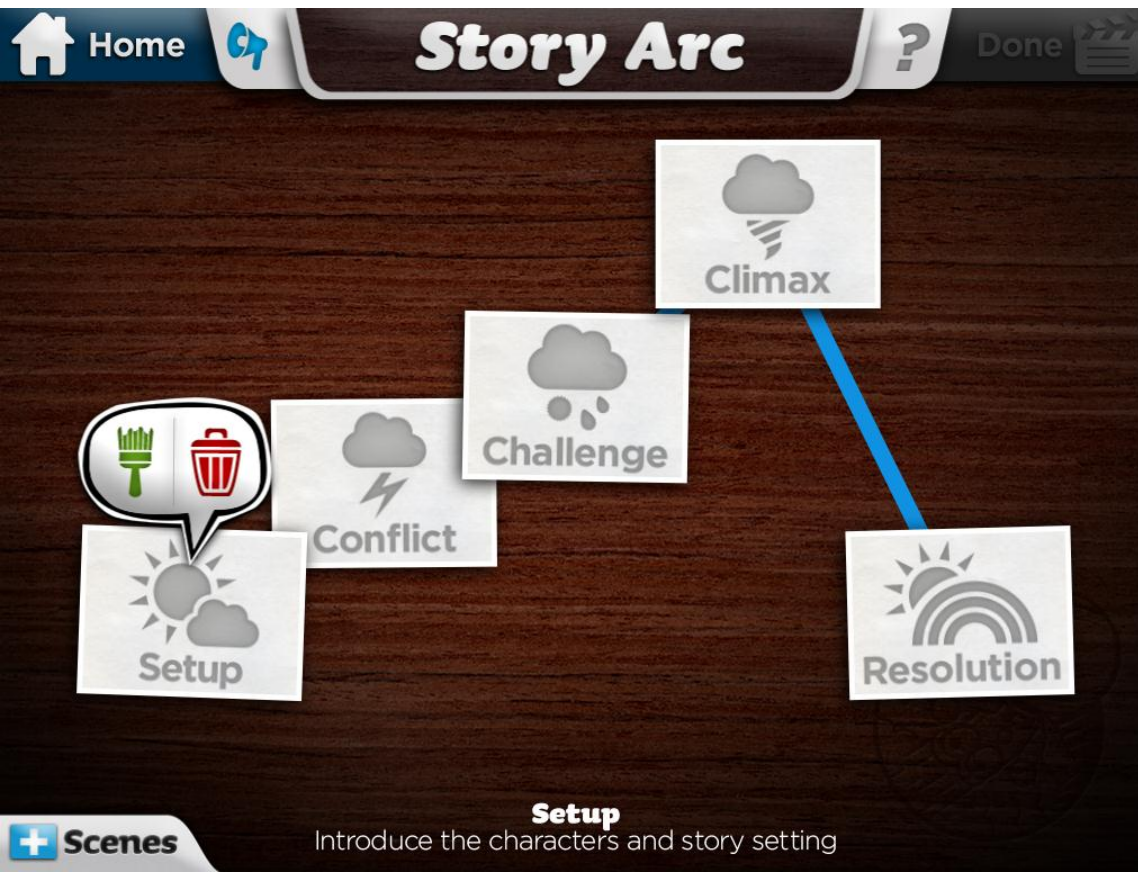 Home
Story Arc
?
Done
Climax
Challenge
Conflict
Setup
Resolution
Setup
Introduce the characters and story setting
+ Scenes